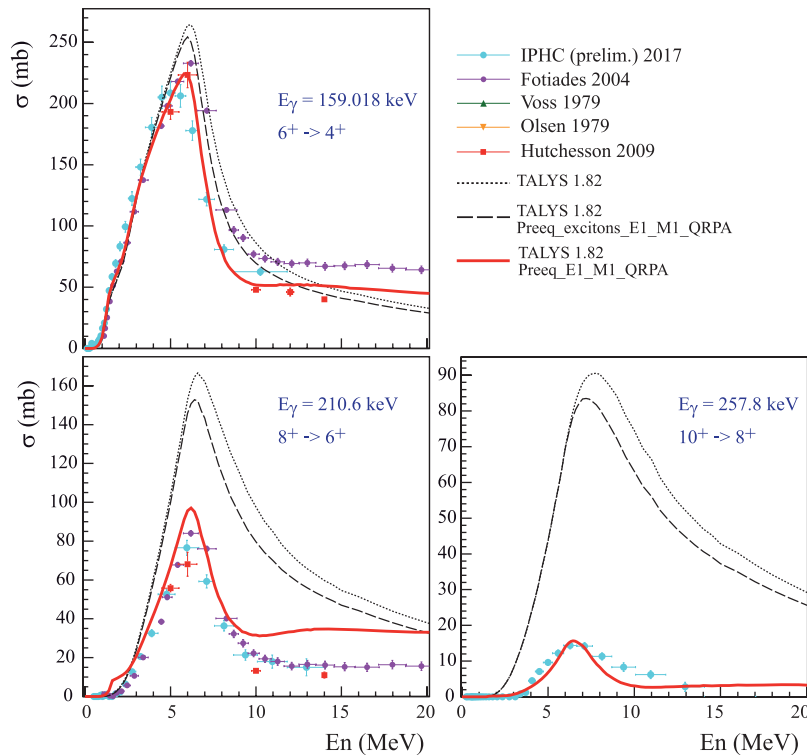 σ (mb)
250
200
150
100
50
0
E_γ = 159.018 keV
6⁺ -> 4⁺
IPHC (prelim.) 2017
Fotiades 2004
Voss 1979
Olsen 1979
Hutchesson 2009
TALYS 1.82
TALYS 1.82
Preeq_excitons_E1_M1_QRPA
TALYS 1.82
Preeq_E1_M1_QRPA
σ (mb)
160
140
120
100
80
60
40
20
0
E_γ = 210.6 keV
8⁺ -> 6⁺
0 5 10 15 20
En (MeV)
90
80
70
60
50
40
30
20
10
0
E_γ = 257.8 keV
10⁺ -> 8⁺
0 5 10 15 20
En (MeV)